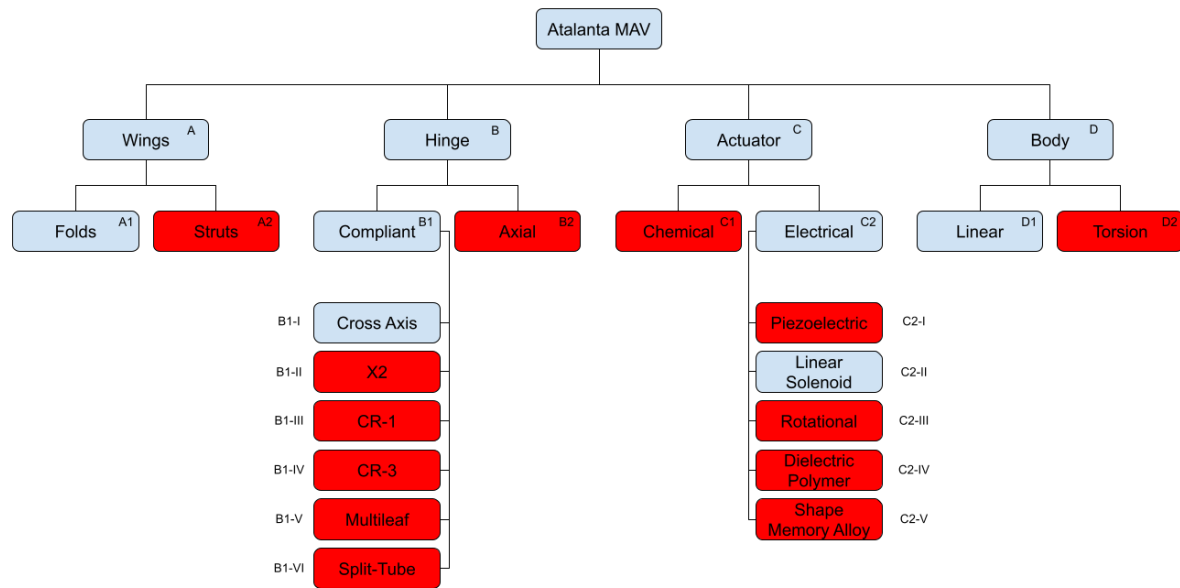 Atalanta MAV
Wings A
Hinge B
Actuator C
Body D
Folds A1
Struts A2
Compliant B1
Axial B2
Chemical C1
Electrical C2
Linear D1
Torsion D2
B1-I Cross Axis
B1-II X2
B1-III CR-1
B1-IV CR-3
B1-V Multileaf
B1-VI Split-Tube
Piezoelectric C2-I
Linear
Solenoid C2-II
Rotational C2-III
Dielectric
Polymer C2-IV
Shape
Memory Alloy C2-V